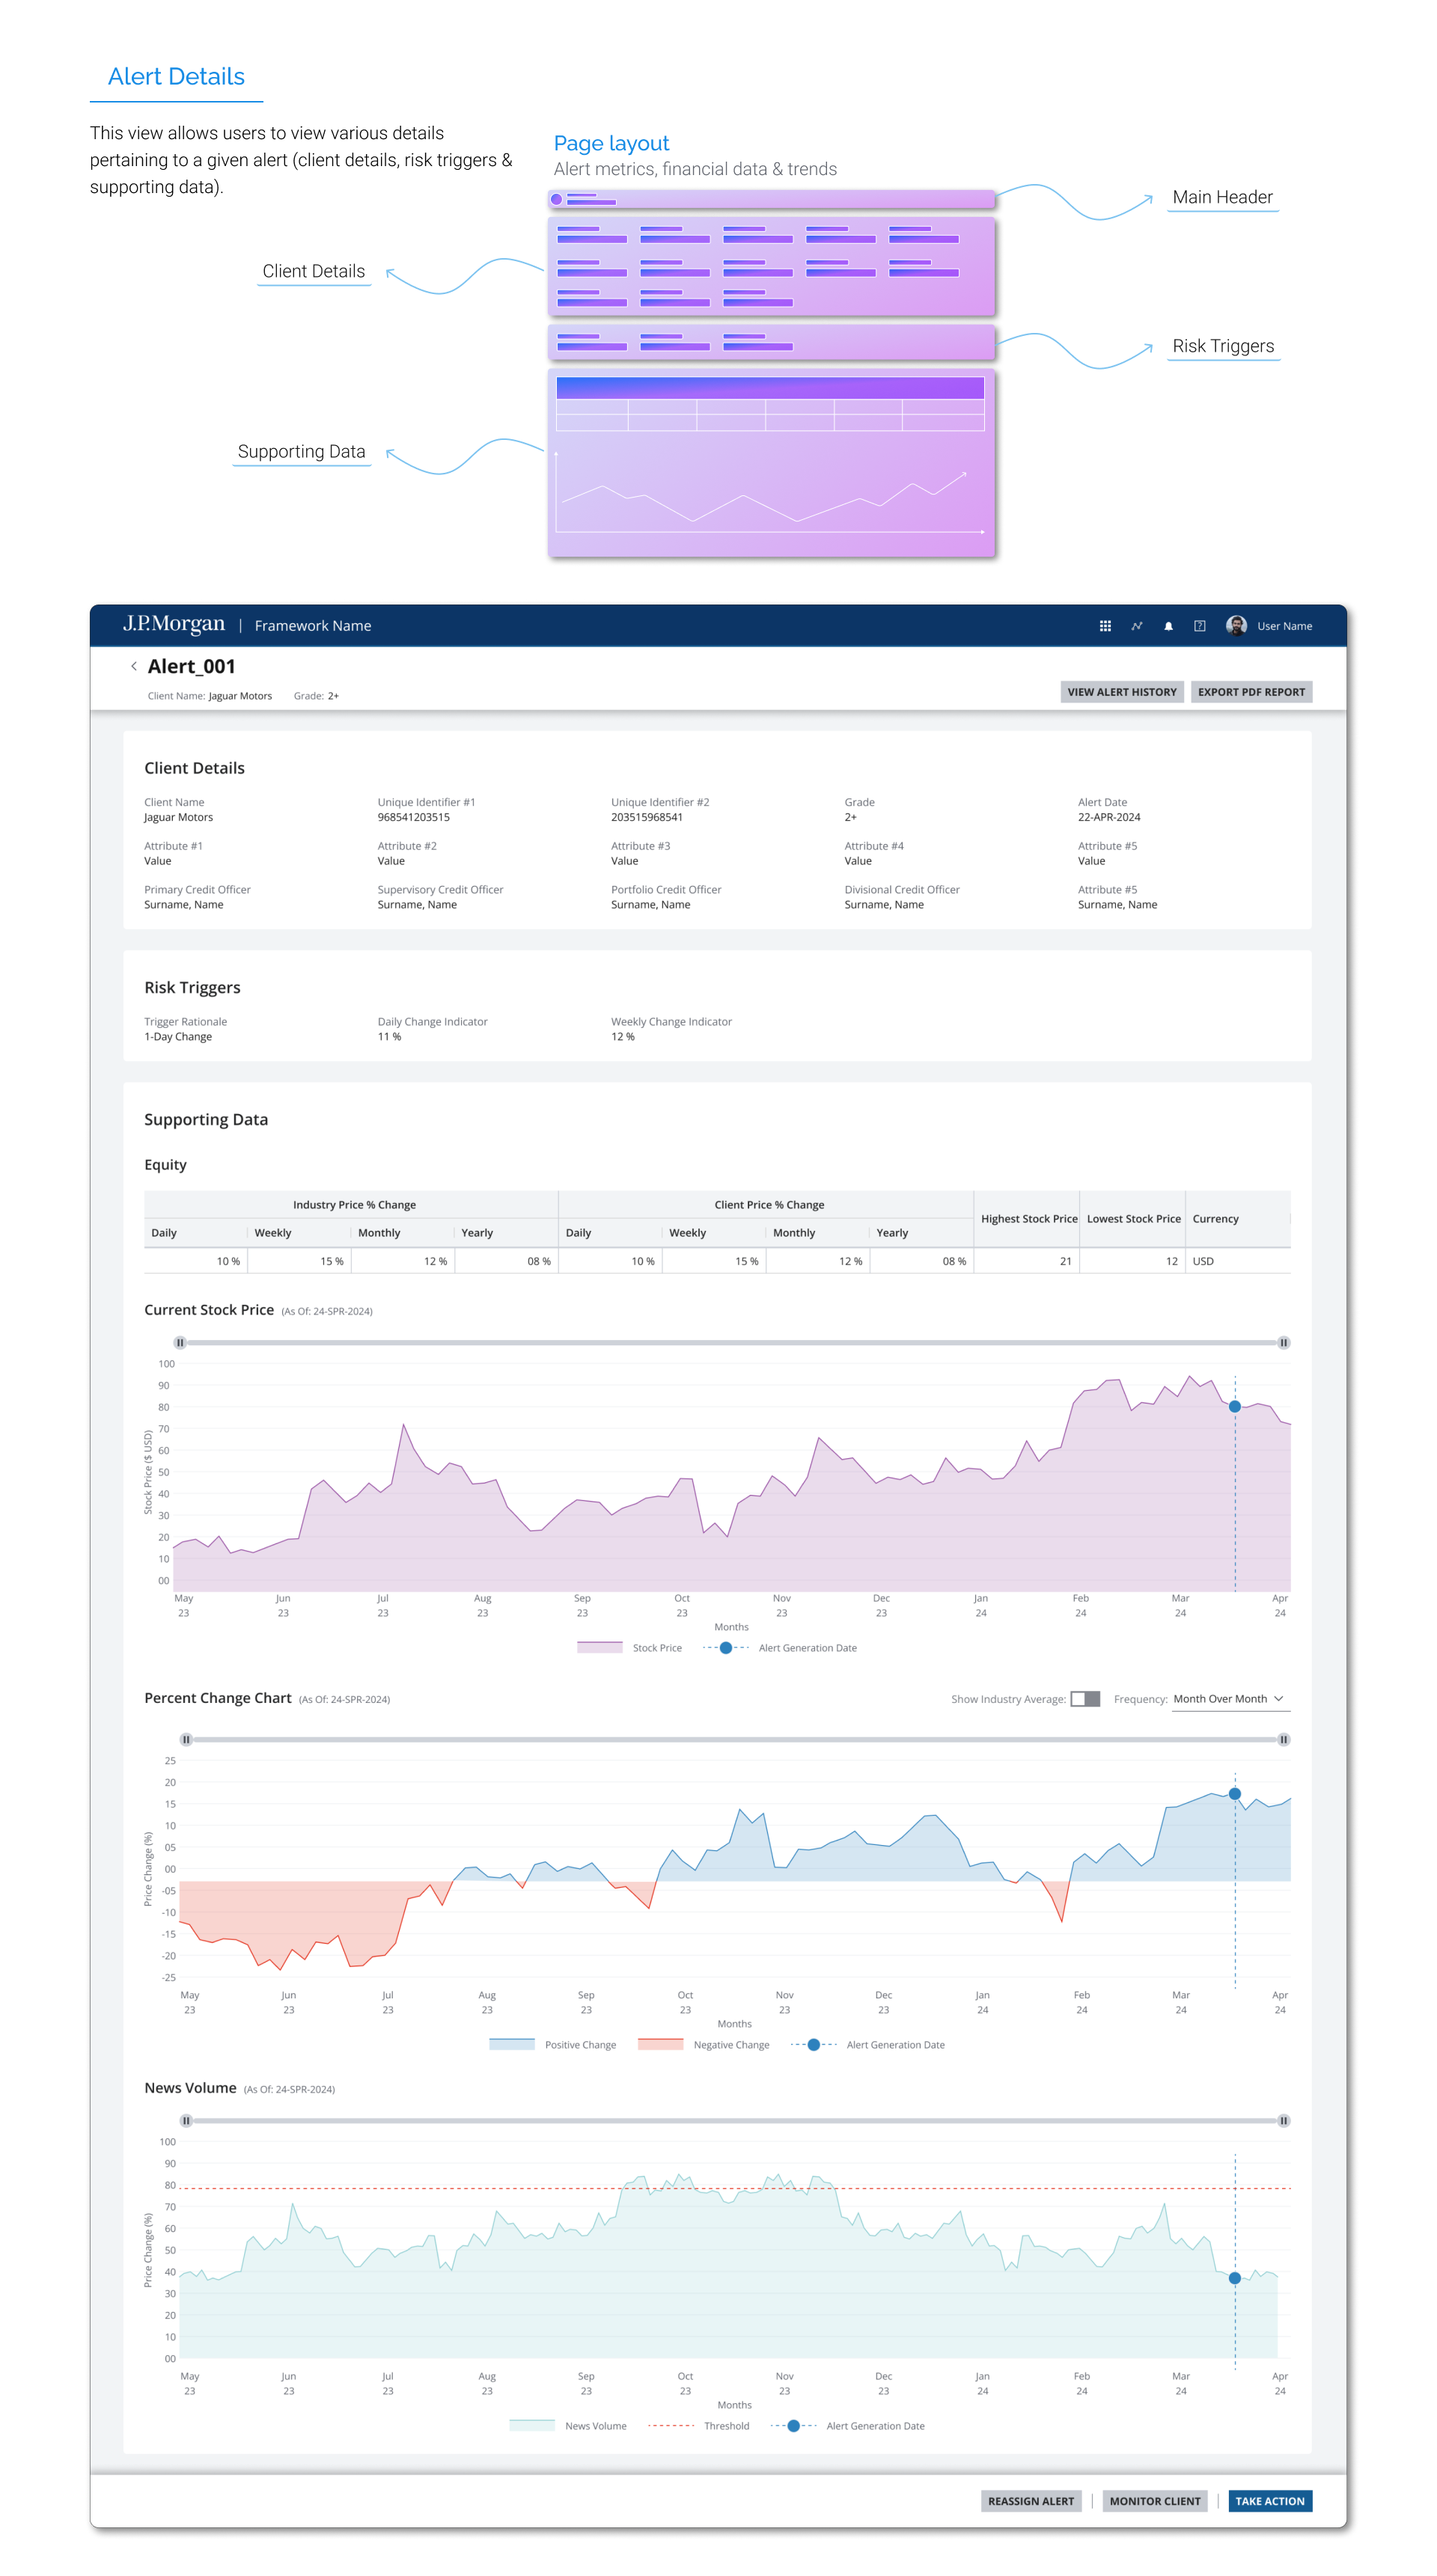 Alert Details
This view allows users to view various details
pertaining to a given alert (client details, risk triggers &
supporting data).
Page layout
Alert metrics, financial data & trends
Main Header
Client Details
Risk Triggers
Supporting Data
J.P.Morgan | Framework Name
User Name
Alert_001
Client Name: Jaguar Motors Grade: 2+
VIEW ALERT HISTORY EXPORT PDF REPORT
Client Details
Client Name Unique Identifier #1 Unique Identifier #2 Grade Alert Date
Jaguar Motors 968541203515 203515968541 2+ 22-APR-2024
Attribute #1 Attribute #2 Attribute #3 Attribute #4 Attribute #5
Value Value Value Value Value
Primary Credit Officer Supervisory Credit Officer Portfolio Credit Officer Divisional Credit Officer Attribute #5
Surname, Name Surname, Name Surname, Name Surname, Name Surname, Name
Risk Triggers
Trigger Rationale Daily Change Indicator Weekly Change Indicator
1-Day Change 11 % 12 %
Supporting Data
Equity
Industry Price % Change Client Price % Change
Highest Stock Price Lowest Stock Price Currency
Daily Weekly Monthly Yearly Daily Weekly Monthly Yearly
10 % 15 % 12 % 08 % 10 % 15 % 12 % 08 % 21 12 USD
Current Stock Price (As Of: 24-SPR-2024)
100
90
80
70
60
50
40
30
20
10
00
Stock Price ($ USD)
May Jun Jul Aug Sep Oct Nov Dec Jan Feb Mar Apr
23 23 23 23 23 23 23 23 24 24 24 24
Months
Stock Price Alert Generation Date
Percent Change Chart (As Of: 24-SPR-2024)
Show Industry Average: Frequency: Month Over Month
25
20
15
10
05
00
-05
-10
-15
-20
-25
Price Change (%)
May Jun Jul Aug Sep Oct Nov Dec Jan Feb Mar Apr
23 23 23 23 23 23 23 23 24 24 24 24
Months
Positive Change Negative Change Alert Generation Date
News Volume (As Of: 24-SPR-2024)
100
90
80
70
60
50
40
30
20
10
00
Price Change (%)
May Jun Jul Aug Sep Oct Nov Dec Jan Feb Mar Apr
23 23 23 23 23 23 23 23 24 24 24 24
Months
News Volume Threshold Alert Generation Date
REASSIGN ALERT | MONITOR CLIENT | TAKE ACTION